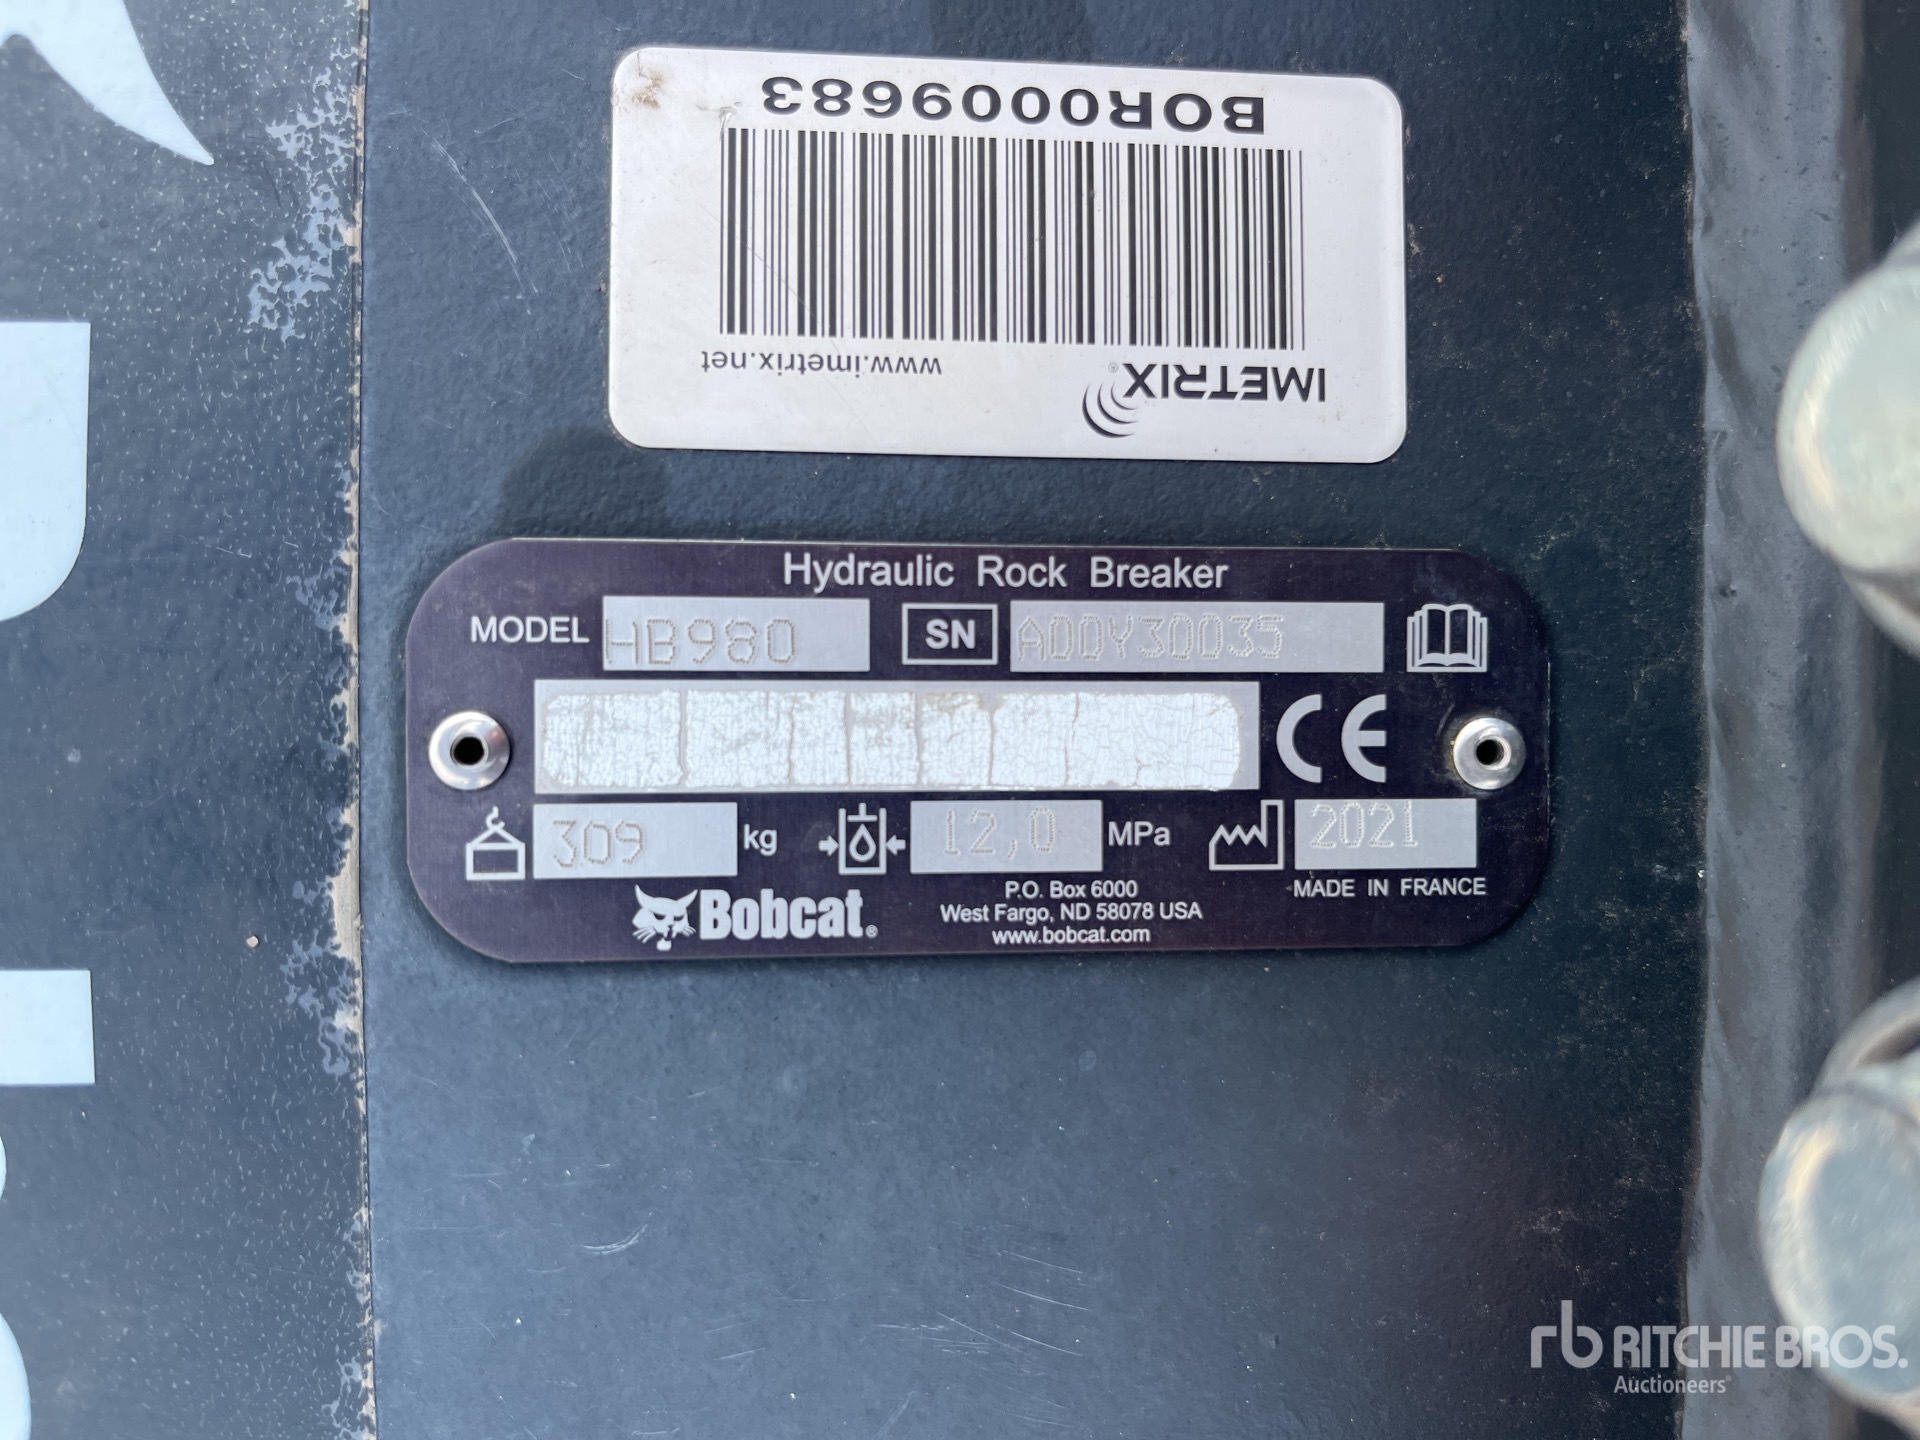 BOR0009683
www.imetrix.net
IMETRIX®
Hydraulic Rock Breaker
MODEL HB980 SN A00Y30035
CE
309 kg 12,0 MPa 2021
MADE IN FRANCE
Bobcat®
P.O. Box 6000
West Fargo, ND 58078 USA
www.bobcat.com
rb RITCHIE BROS.
Auctioneers